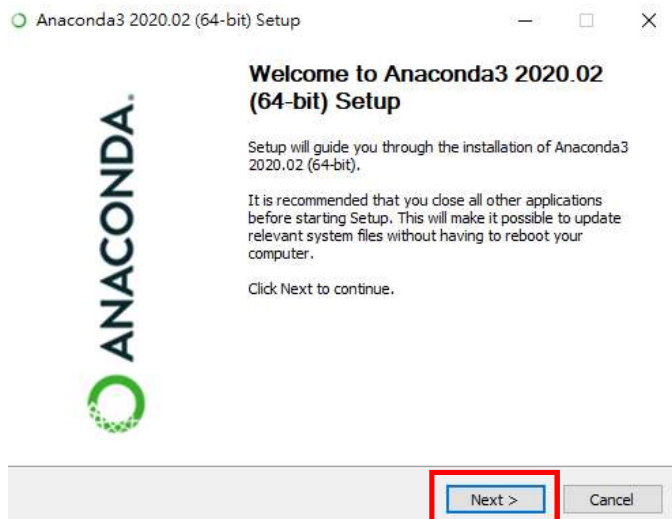 Anaconda3 2020.02 (64-bit) Setup
Welcome to Anaconda3 2020.02
(64-bit) Setup
Setup will guide you through the installation of Anaconda3
2020.02 (64-bit).
It is recommended that you close all other applications
before starting Setup. This will make it possible to update
relevant system files without having to reboot your
computer.
Click Next to continue.
ANACONDA.
Next >
Cancel